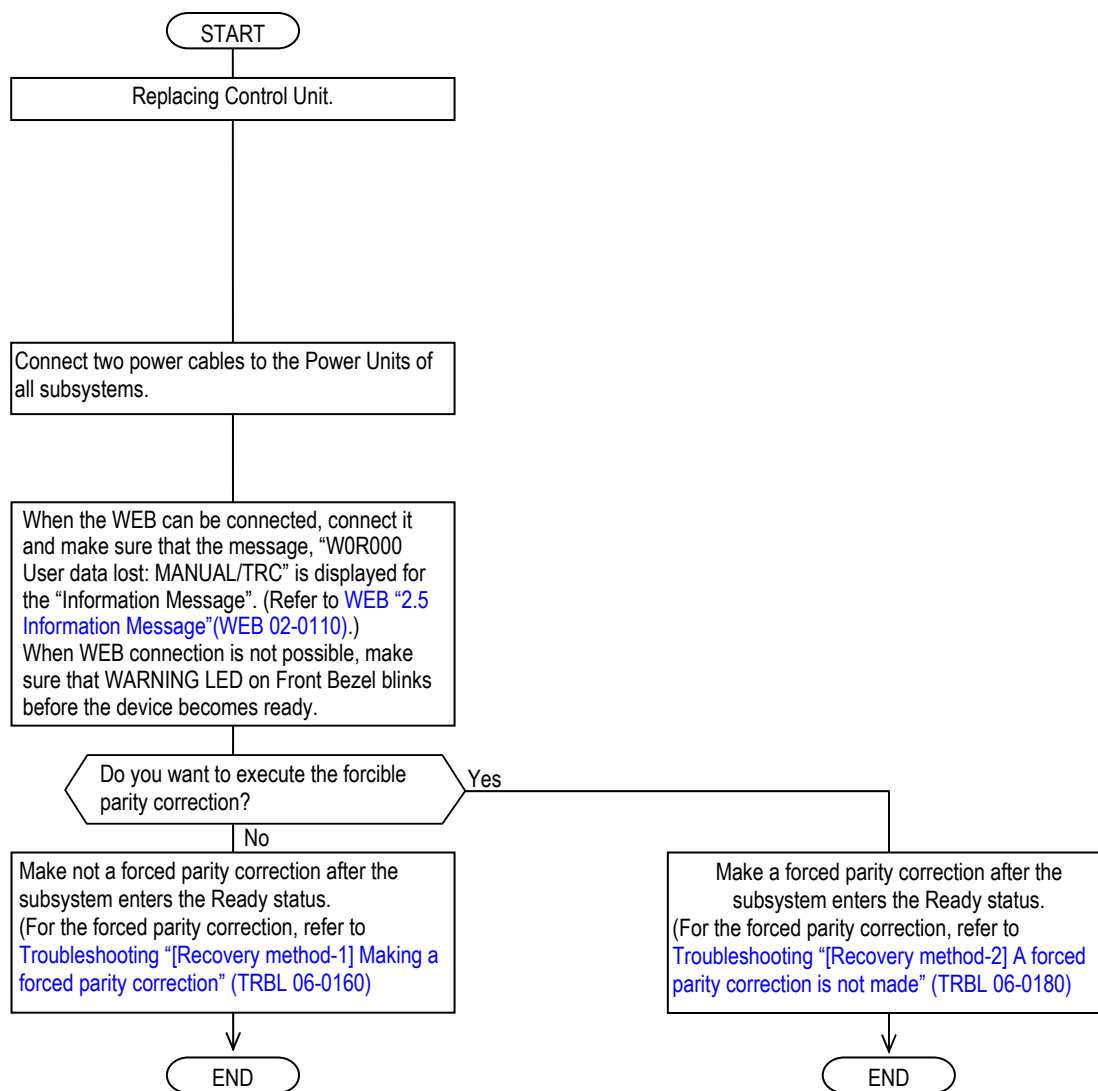 START
Replacing Control Unit.
Connect two power cables to the Power Units of
all subsystems.
When the WEB can be connected, connect it
and make sure that the message, “W0R000
User data lost: MANUAL/TRC” is displayed for
the “Information Message”. (Refer to WEB “2.5
Information Message”(WEB 02-0110).)
When WEB connection is not possible, make
sure that WARNING LED on Front Bezel blinks
before the device becomes ready.
Do you want to execute the forcible
parity correction?
Yes
No
Make not a forced parity correction after the
subsystem enters the Ready status.
(For the forced parity correction, refer to
Troubleshooting “[Recovery method-1] Making a
forced parity correction” (TRBL 06-0160)
END
Make a forced parity correction after the
subsystem enters the Ready status.
(For the forced parity correction, refer to
Troubleshooting “[Recovery method-2] A forced
parity correction is not made” (TRBL 06-0180)
END